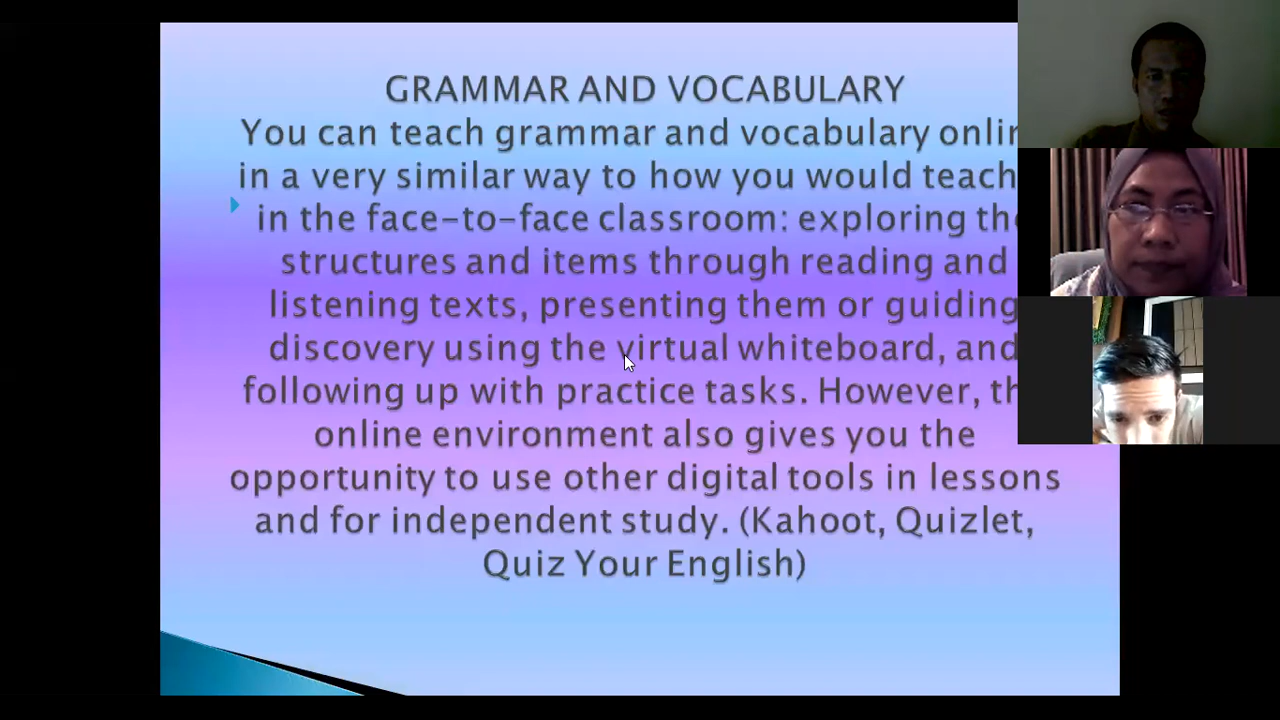 GRAMMAR AND VOCABULARY
You can teach grammar and vocabulary
in a very similar way to how you would teach
in the face-to-face classroom: exploring
structures and items through reading and
listening texts, presenting them or guiding
discovery using the virtual whiteboard, and
following up with practice tasks. However,
online environment also gives you the
opportunity to use other digital tools in lessons
and for independent study. (Kahoot, Quizlet,
Quiz Your English)